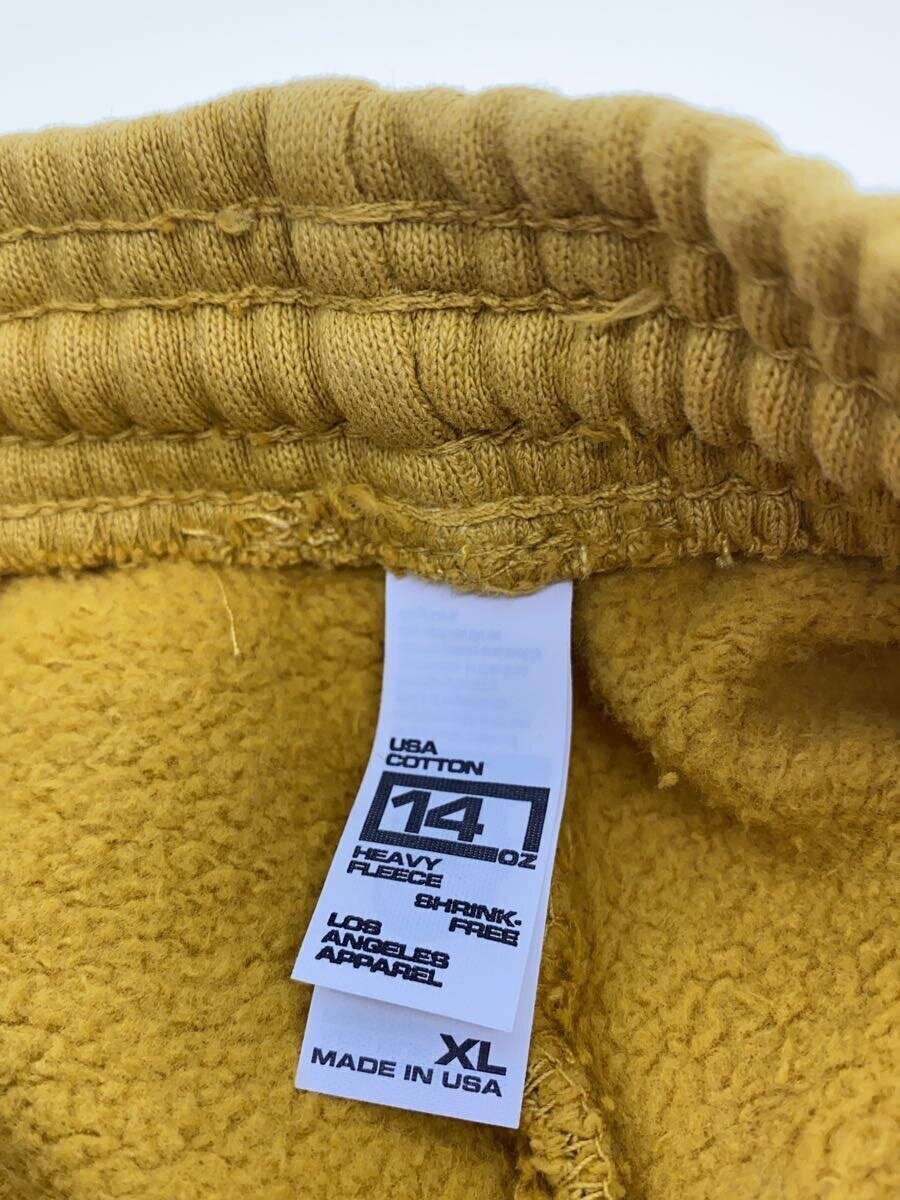 USA
COTTON
14
OZ
HEAVY
FLEECE
SHRINK-
FREE
LOS
ANGELES
APPAREL
XL
MADE IN USA